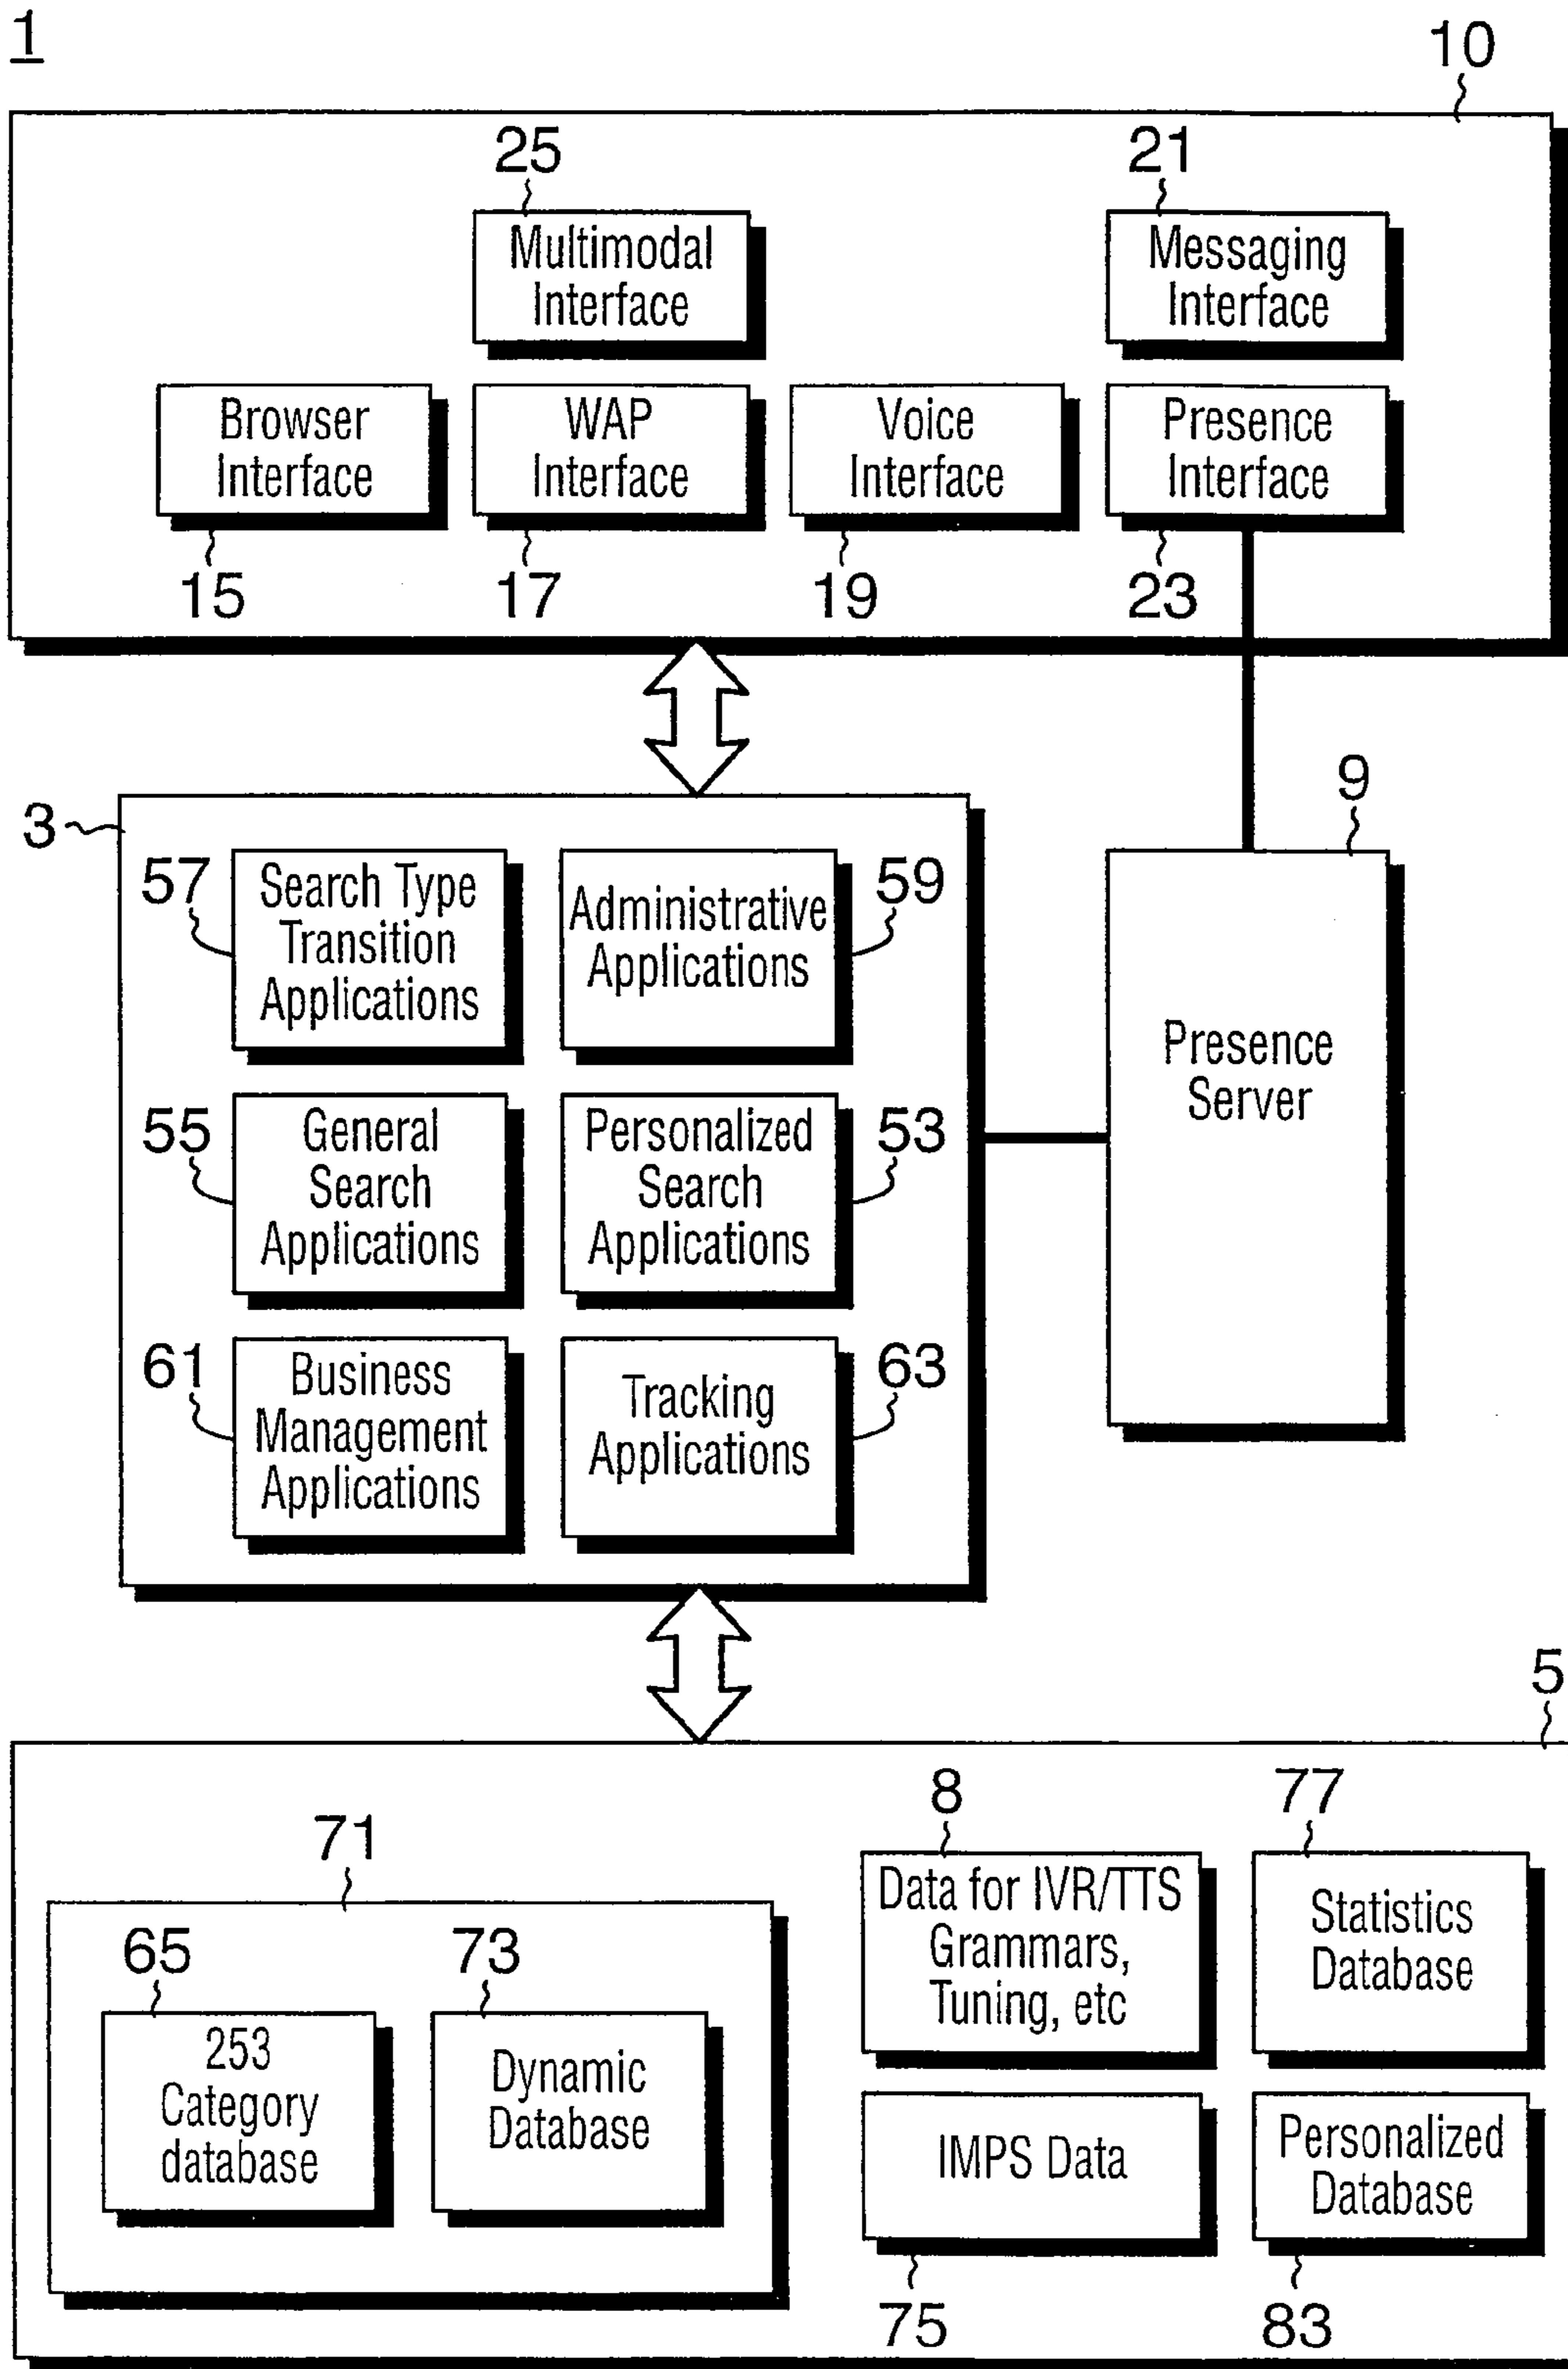 1
10
25
21
Multimodal
Interface
Messaging
Interface
Browser
Interface
WAP
Interface
Voice
Interface
Presence
Interface
15
17
19
23
3
9
57
Search Type
Transition
Applications
Administrative
Applications
59
55
General
Search
Applications
Personalized
Search
Applications
53
61
Business
Management
Applications
Tracking
Applications
63
Presence
Server
5
71
65
73
253
Category
database
Dynamic
Database
8
77
Data for IVR/TTS
Grammars,
Tuning, etc
Statistics
Database
IMPS Data
Personalized
Database
75
83